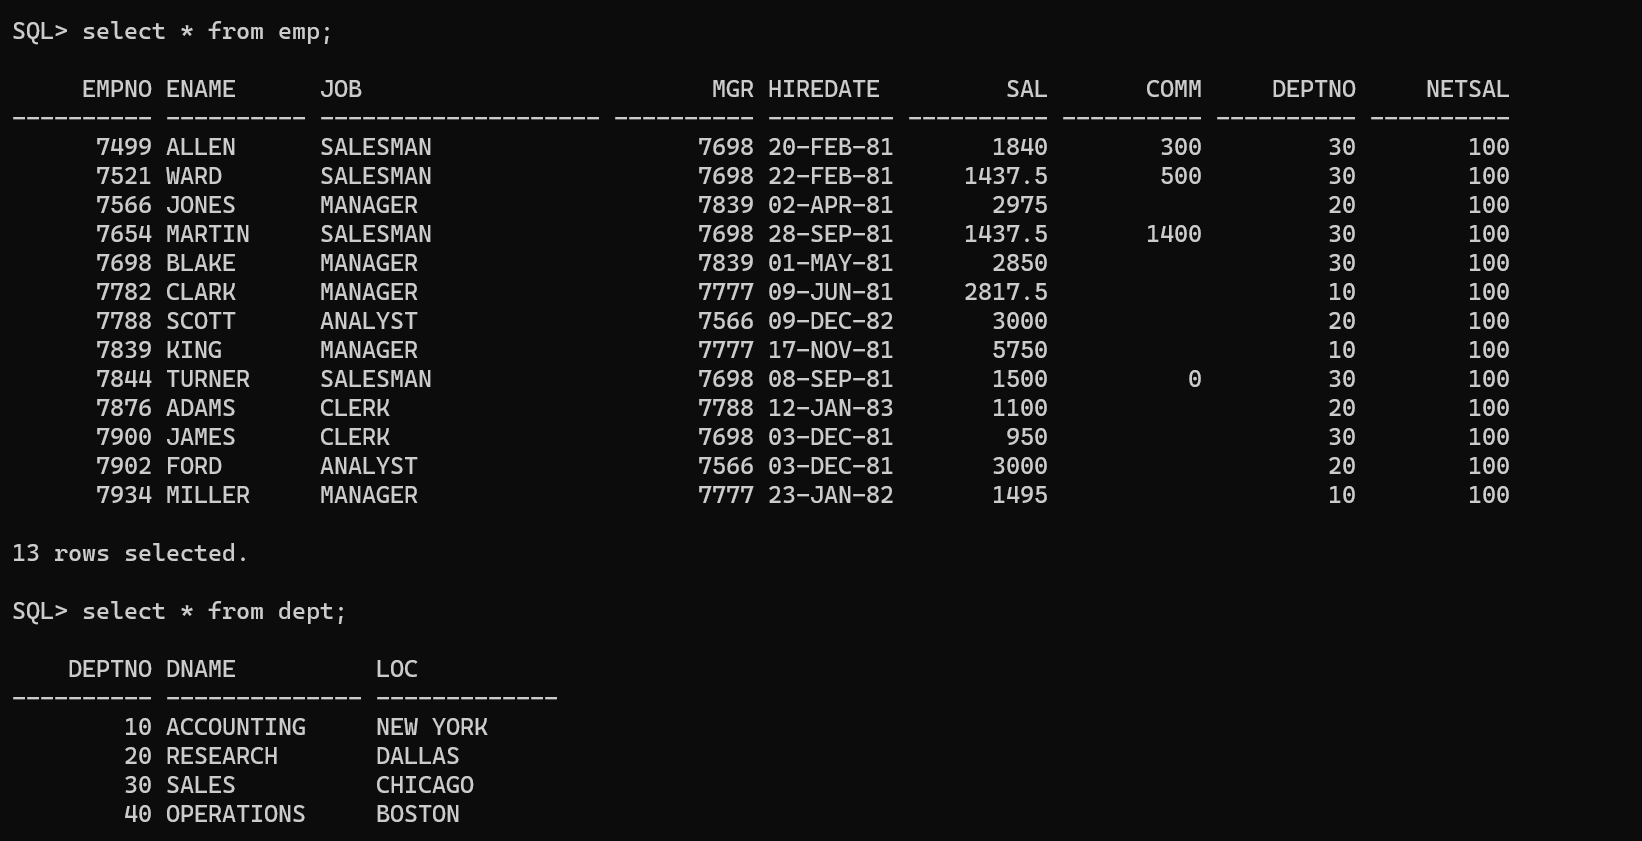 SQL> select * from emp;
     EMPNO ENAME      JOB                         MGR HIREDATE         SAL       COMM     DEPTNO     NETSAL
---------- ---------- -------------------- ---------- --------- ---------- ---------- ---------- ----------
      7499 ALLEN      SALESMAN                   7698 20-FEB-81       1840        300         30        100
      7521 WARD       SALESMAN                   7698 22-FEB-81     1437.5        500         30        100
      7566 JONES      MANAGER                    7839 02-APR-81       2975                    20        100
      7654 MARTIN     SALESMAN                   7698 28-SEP-81     1437.5       1400         30        100
      7698 BLAKE      MANAGER                    7839 01-MAY-81       2850                    30        100
      7782 CLARK      MANAGER                    7777 09-JUN-81     2817.5                    10        100
      7788 SCOTT      ANALYST                    7566 09-DEC-82       3000                    20        100
      7839 KING       MANAGER                    7777 17-NOV-81       5750                    10        100
      7844 TURNER     SALESMAN                   7698 08-SEP-81       1500          0         30        100
      7876 ADAMS      CLERK                      7788 12-JAN-83       1100                    20        100
      7900 JAMES      CLERK                      7698 03-DEC-81        950                    30        100
      7902 FORD       ANALYST                    7566 03-DEC-81       3000                    20        100
      7934 MILLER     MANAGER                    7777 23-JAN-82       1495                    10        100
13 rows selected.
SQL> select * from dept;
    DEPTNO DNAME          LOC
---------- -------------- -------------
        10 ACCOUNTING     NEW YORK
        20 RESEARCH       DALLAS
        30 SALES          CHICAGO
        40 OPERATIONS     BOSTON